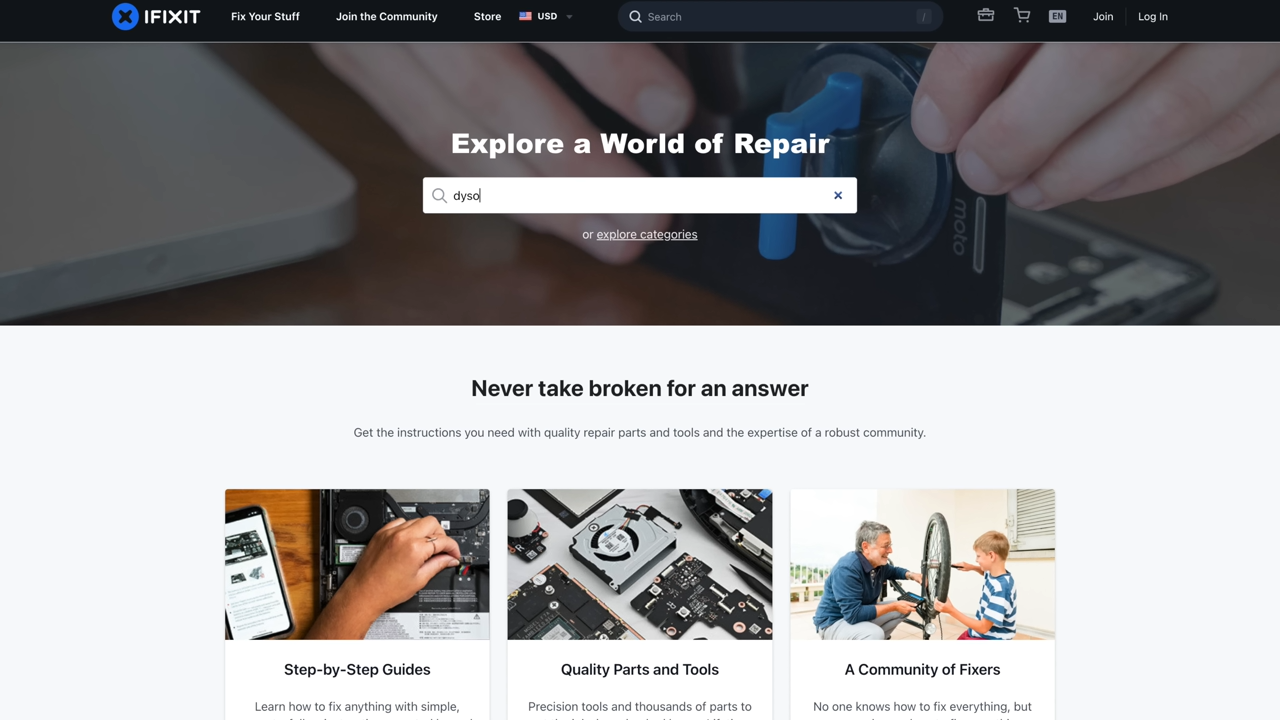 IFIXIT
Fix Your Stuff
Join the Community
Store
USD
Search
/
EN
Join
Log In
Explore a World of Repair
dyso
or explore categories
moto
Never take broken for an answer
Get the instructions you need with quality repair parts and tools and the expertise of a robust community.
Step-by-Step Guides
Quality Parts and Tools
A Community of Fixers
Learn how to fix anything with simple,
Precision tools and thousands of parts to
No one knows how to fix everything, but